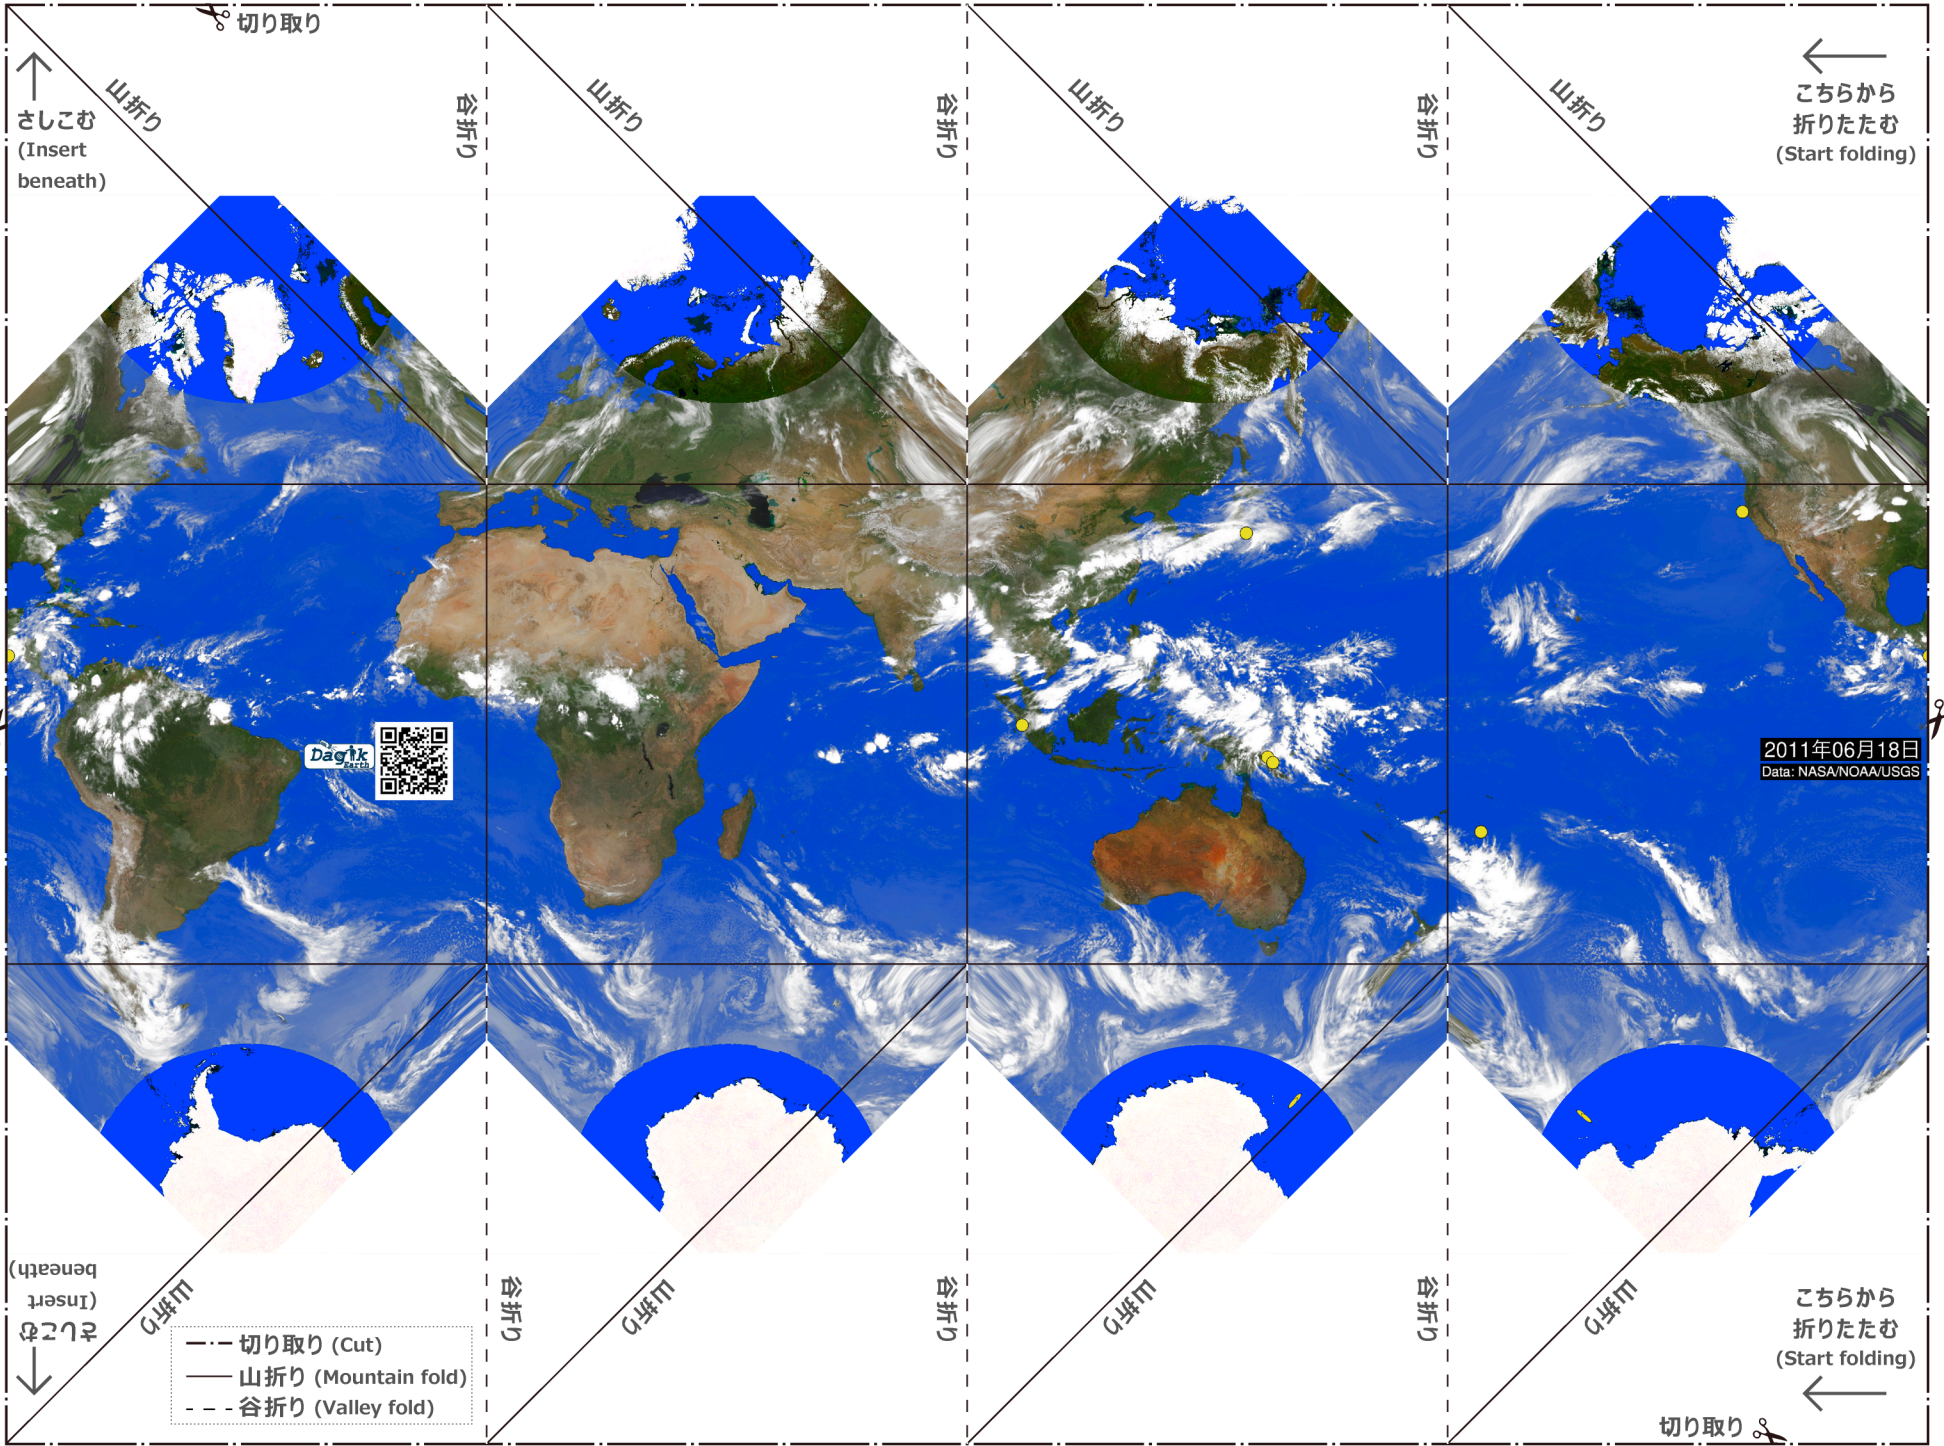 切り取り
山折り
山折り
山折り
山折り
谷折り
谷折り
谷折り
さしこむ
(Insert
beneath)
こちらから
折りたたむ
(Start folding)
Dagik
Earth
2011年06月18日
Data: NASA/NOAA/USGS
さしこむ
(Insert
beneath)
山折り
山折り
山折り
山折り
谷折り
谷折り
谷折り
切り取り (Cut)
山折り (Mountain fold)
谷折り (Valley fold)
こちらから
折りたたむ
(Start folding)
切り取り